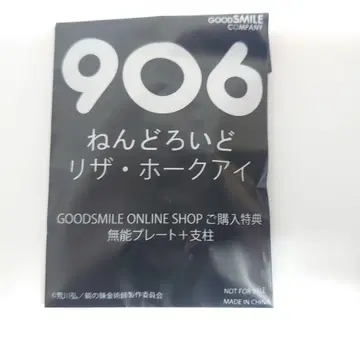 GOODSMILE
COMPANY
906
ねんどろいど
リザ・ホークアイ
GOODSMILE ONLINE SHOP ご購入特典
無能プレート＋支柱
©荒川弘／鋼の錬金術師製作委員会
NOT FOR SALE
MADE IN CHINA